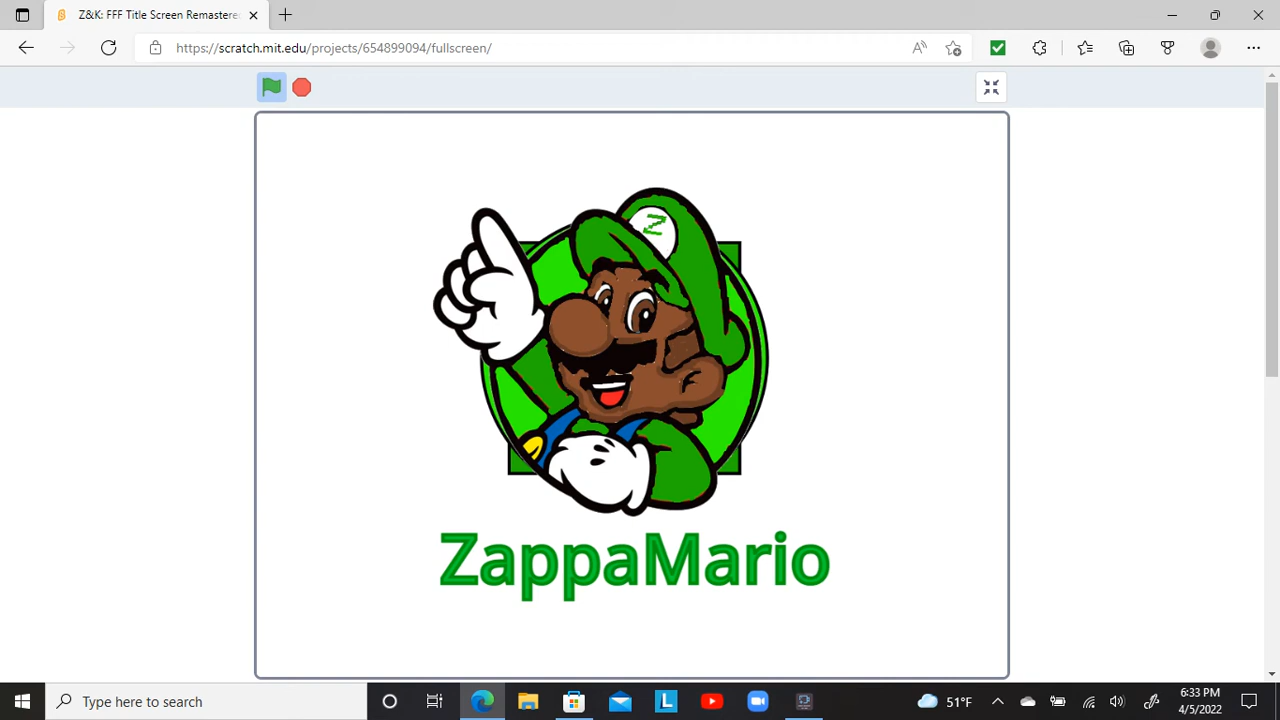 Z&K: FFF Title Screen Remastere
https://scratch.mit.edu/projects/654899094/fullscreen/
Z
ZappaMario
Type here to search
L
51°F
6:33 PM
4/5/2022